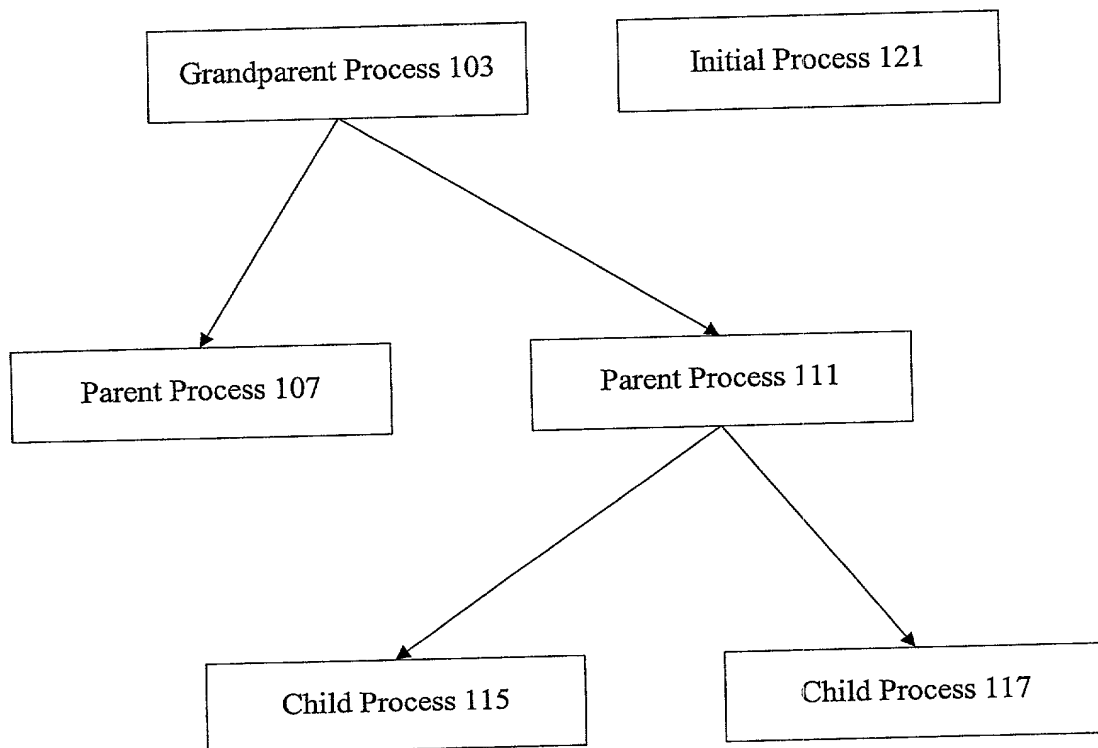 Grandparent Process 103
Initial Process 121
Parent Process 107
Parent Process 111
Child Process 115
Child Process 117